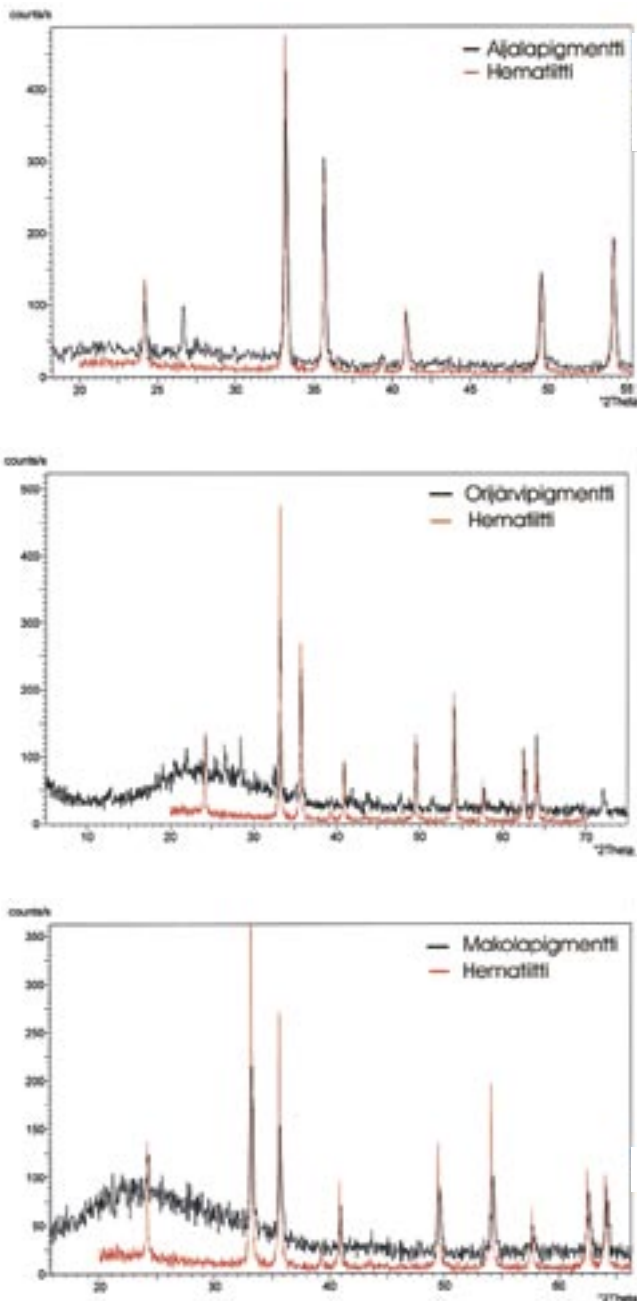 counts/s
Aijalapigmentti
Hematiitti
400
300
200
100
0
20 25 30 35 40 45 50 55
°2Theta
counts/s
Orijärvipigmentti
Hematiitti
500
400
300
200
100
0
10 20 30 40 50 60 70
°2Theta
counts/s
Makolapigmentti
Hematiitti
350
300
250
200
150
100
50
0
20 30 40 50 60